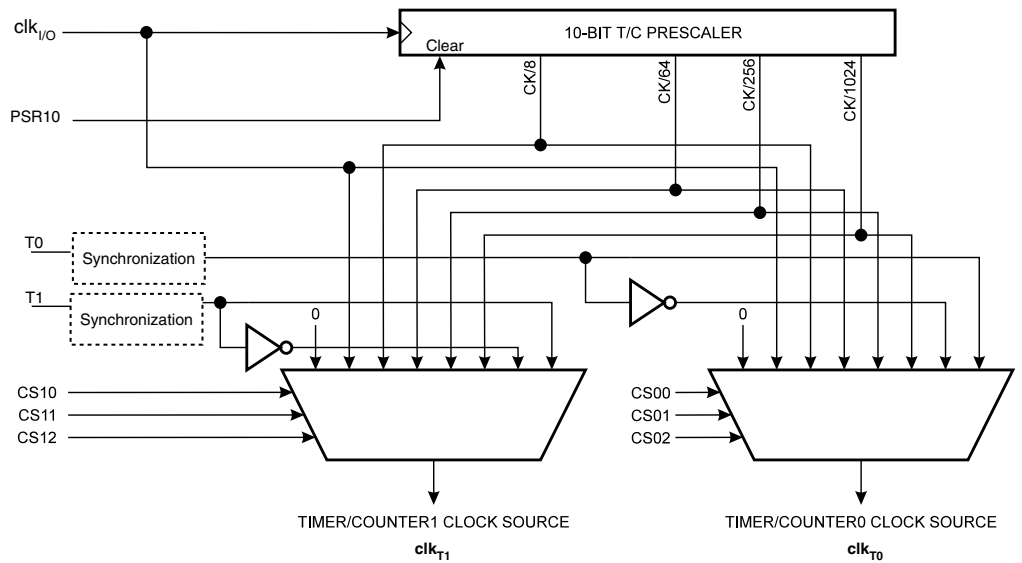 clkI/O
10-BIT T/C PRESCALER
Clear
CK/8
CK/64
CK/256
CK/1024
PSR10
T0
Synchronization
T1
Synchronization
0
0
CS10
CS11
CS12
CS00
CS01
CS02
TIMER/COUNTER1 CLOCK SOURCE
clkT1
TIMER/COUNTER0 CLOCK SOURCE
clkT0